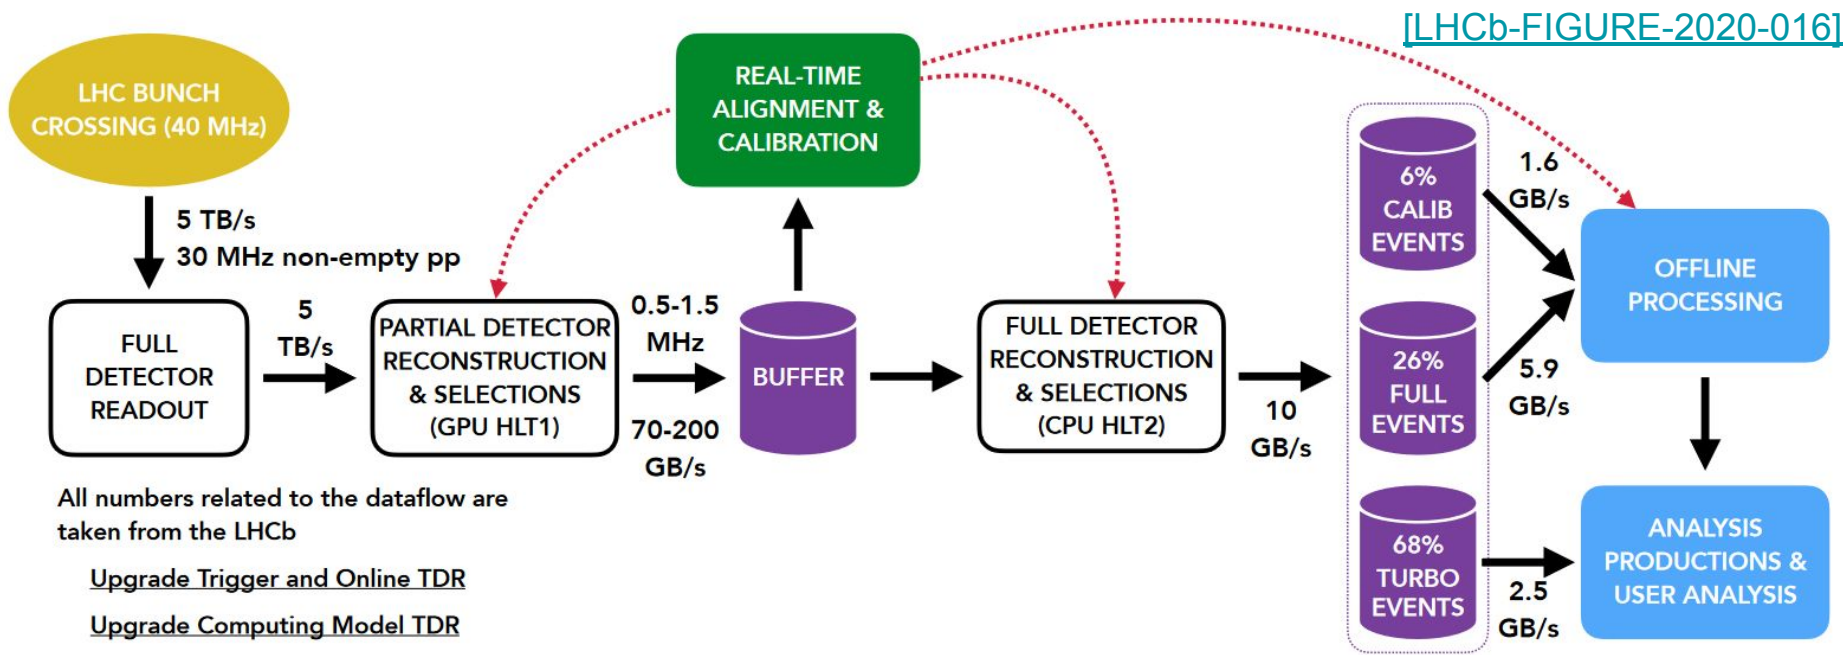 [LHCb-FIGURE-2020-016]
LHC BUNCH
CROSSING (40 MHz)
5 TB/s
30 MHz non-empty pp
FULL
DETECTOR
READOUT
5
TB/s
PARTIAL DETECTOR
RECONSTRUCTION
& SELECTIONS
(GPU HLT1)
0.5-1.5
MHz
70-200
GB/s
REAL-TIME
ALIGNMENT &
CALIBRATION
BUFFER
FULL DETECTOR
RECONSTRUCTION
& SELECTIONS
(CPU HLT2)
10
GB/s
6%
CALIB
EVENTS
1.6
GB/s
26%
FULL
EVENTS
5.9
GB/s
68%
TURBO
EVENTS
2.5
GB/s
OFFLINE
PROCESSING
ANALYSIS
PRODUCTIONS &
USER ANALYSIS
All numbers related to the dataflow are
taken from the LHCb
Upgrade Trigger and Online TDR
Upgrade Computing Model TDR